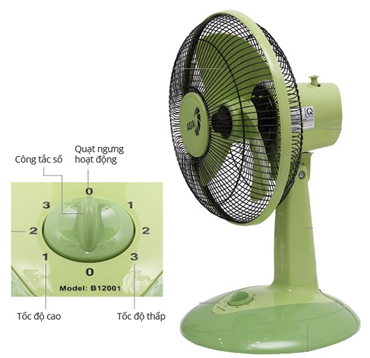 ASIA
Quạt ngưng
hoạt động
Công tắc số
0
3 3
2 2
1 1
0
Model: B12001
Tốc độ cao
Tốc độ thấp